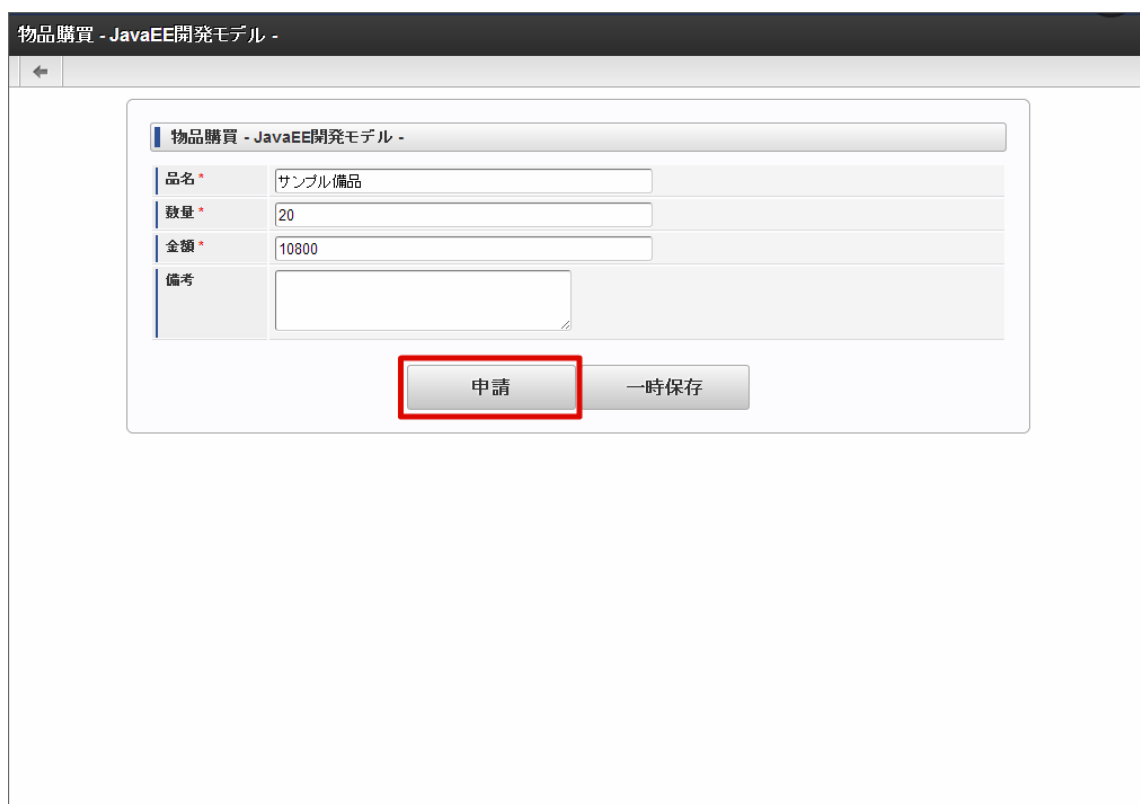 物品購買 - JavaEE開発モデル -
物品購買 - JavaEE開発モデル -
品名* サンプル備品
数量* 20
金額* 10800
備考
申請 一時保存